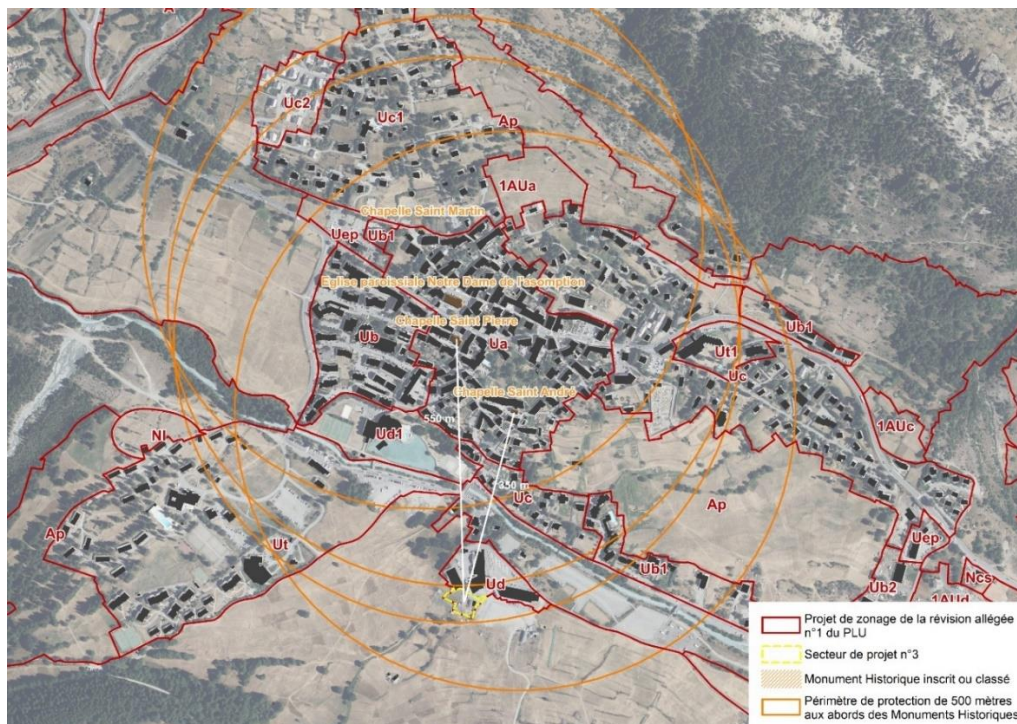 A
Uc2
Uc1
Ap
1AUa
Chapelle Saint Martin
Uep
Ub1
Eglise paroissiale Notre Dame de l'asomption
Chapelle Saint Pierre
Ub
Ua
Ub1
Ut1
Uc
Chapelle Saint André
550 m
Ud1
1AUc
Nl
350 m
Uc
Ap
Ap
Ut
Uep
Ub1
Ud
Ub2
Ncs
1AUd
Projet de zonage de la révision allégée
n°1 du PLU
Secteur de projet n°3
Monument Historique inscrit ou classé
Périmètre de protection de 500 mètres
aux abords des Monuments Historiques